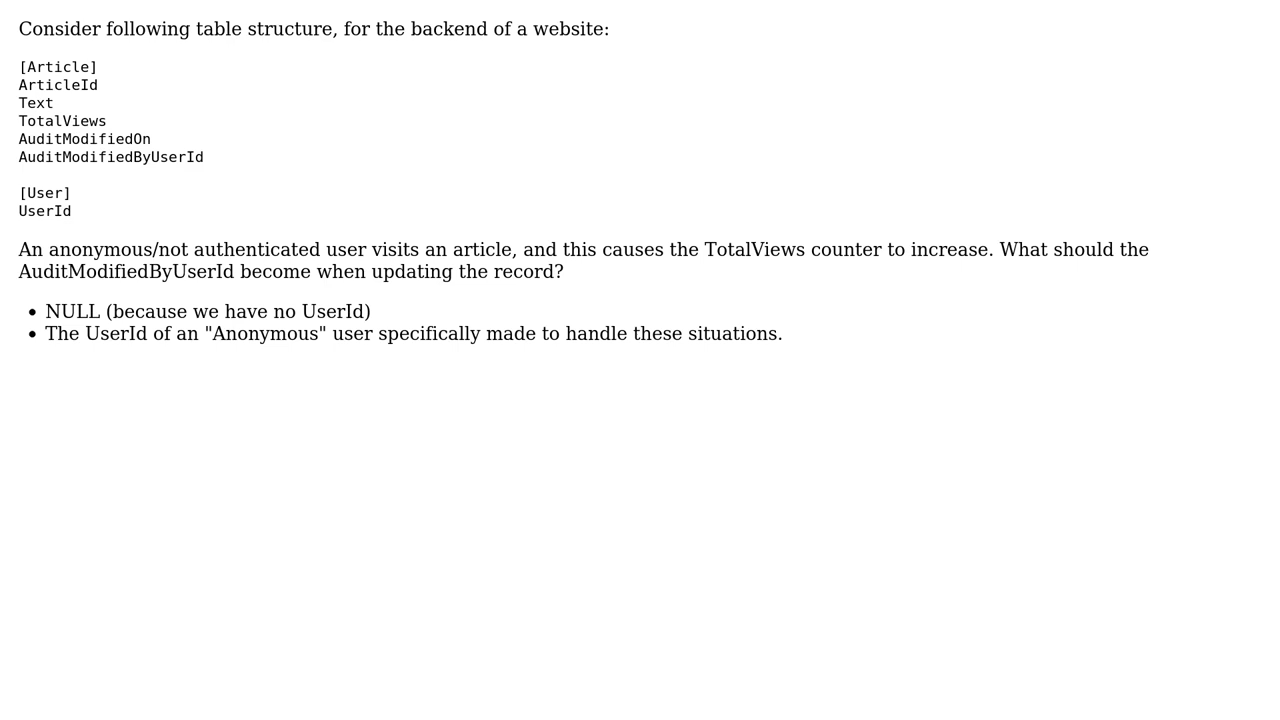 Consider following table structure, for the backend of a website:
[Article]
ArticleId
Text
TotalViews
AuditModifiedOn
AuditModifiedByUserId
[User]
UserId
An anonymous/not authenticated user visits an article, and this causes the TotalViews counter to increase. What should the
AuditModifiedByUserId become when updating the record?
• NULL (because we have no UserId)
• The UserId of an "Anonymous" user specifically made to handle these situations.